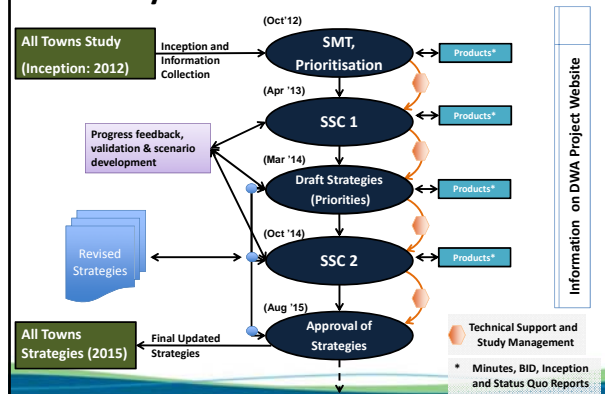 (Oct'12)
All Towns Study
(Inception: 2012)
Inception and
Information
Collection
SMT,
Prioritisation
Products*
(Apr '13)
SSC 1
Products*
Progress feedback,
validation & scenario
development
(Mar '14)
Draft Strategies
(Priorities)
Products*
(Oct '14)
Revised
Strategies
SSC 2
Products*
(Aug '15)
Approval of
Strategies
All Towns
Strategies (2015)
Final Updated
Strategies
Technical Support and
Study Management
* Minutes, BID, Inception
and Status Quo Reports
Information on DWA Project Website